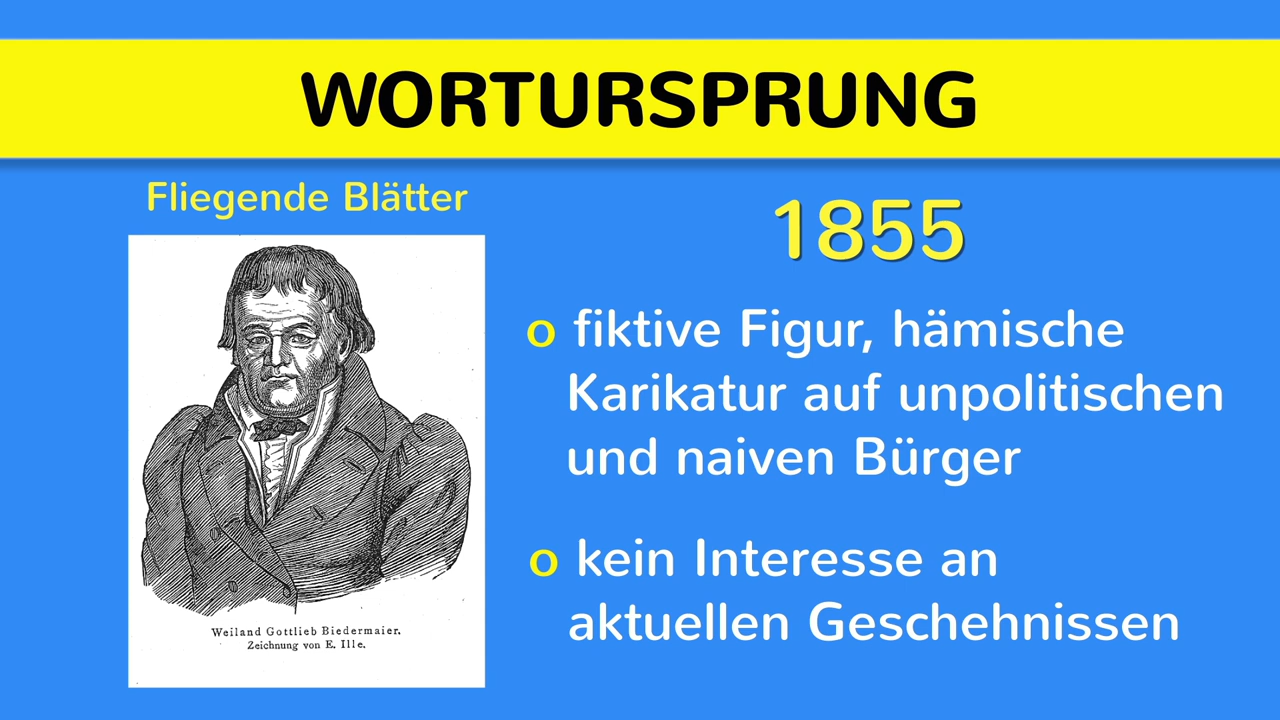 WORTURSPRUNG
Fliegende Blätter
Weiland Gottlieb Biedermaier.
Zeichnung von E. Ille.
1855
o fiktive Figur, hämische
Karikatur auf unpolitischen
und naiven Bürger
o kein Interesse an
aktuellen Geschehnissen